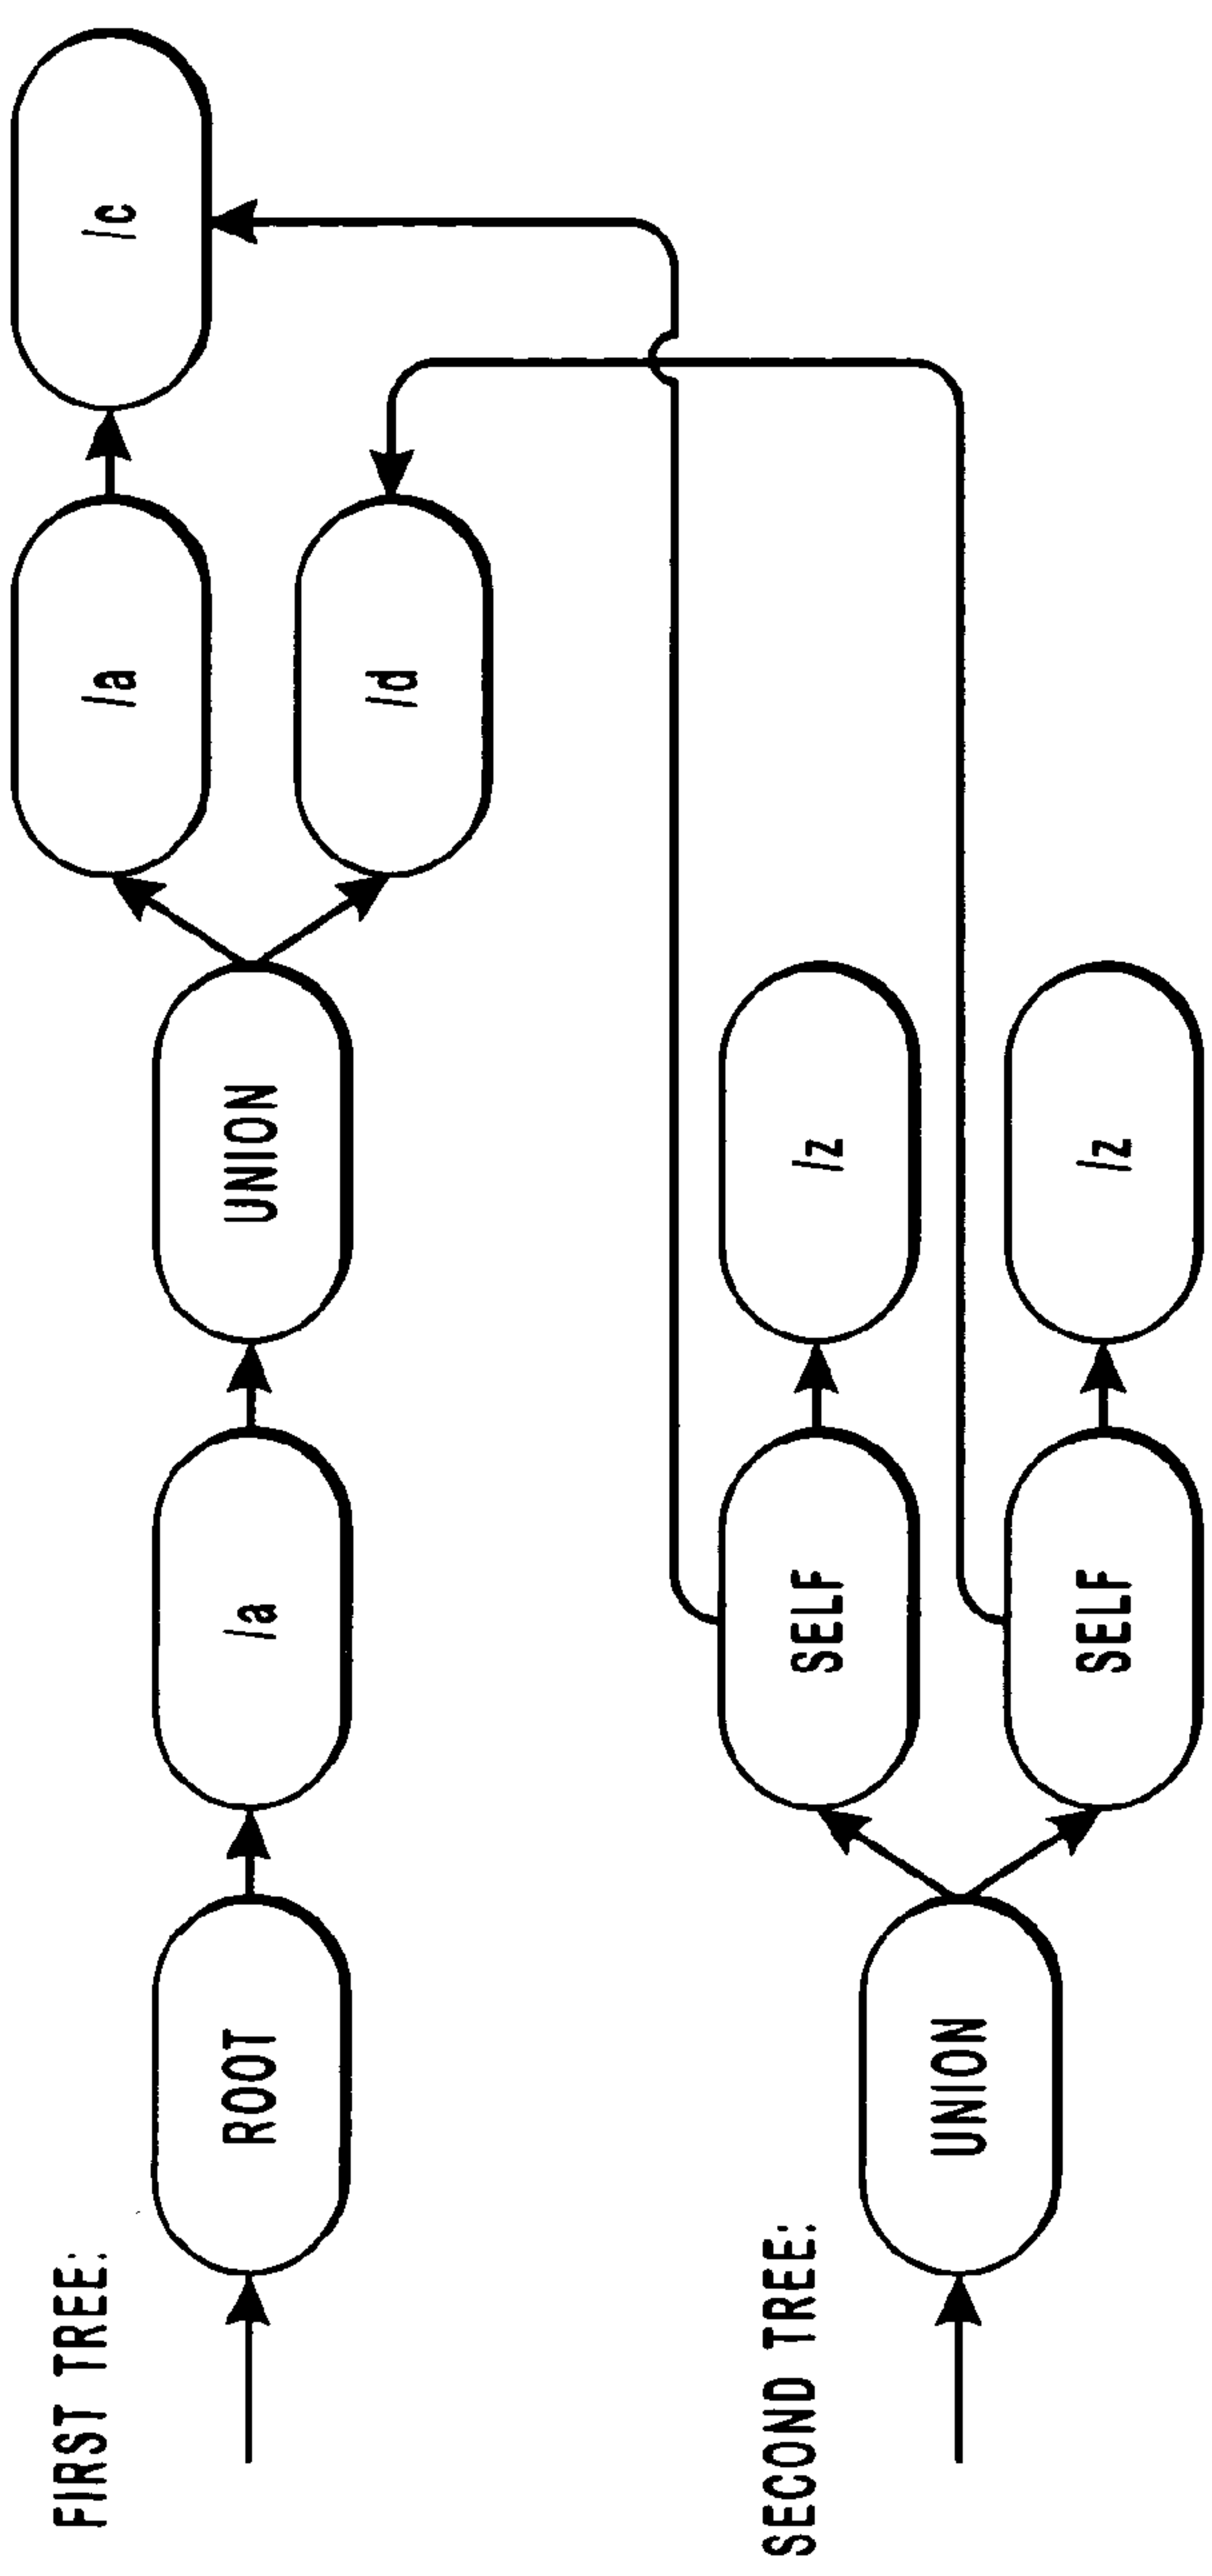 FIRST TREE:
ROOT
/a
UNION
/a
/c
/d
SECOND TREE:
UNION
SELF
/z
SELF
/z